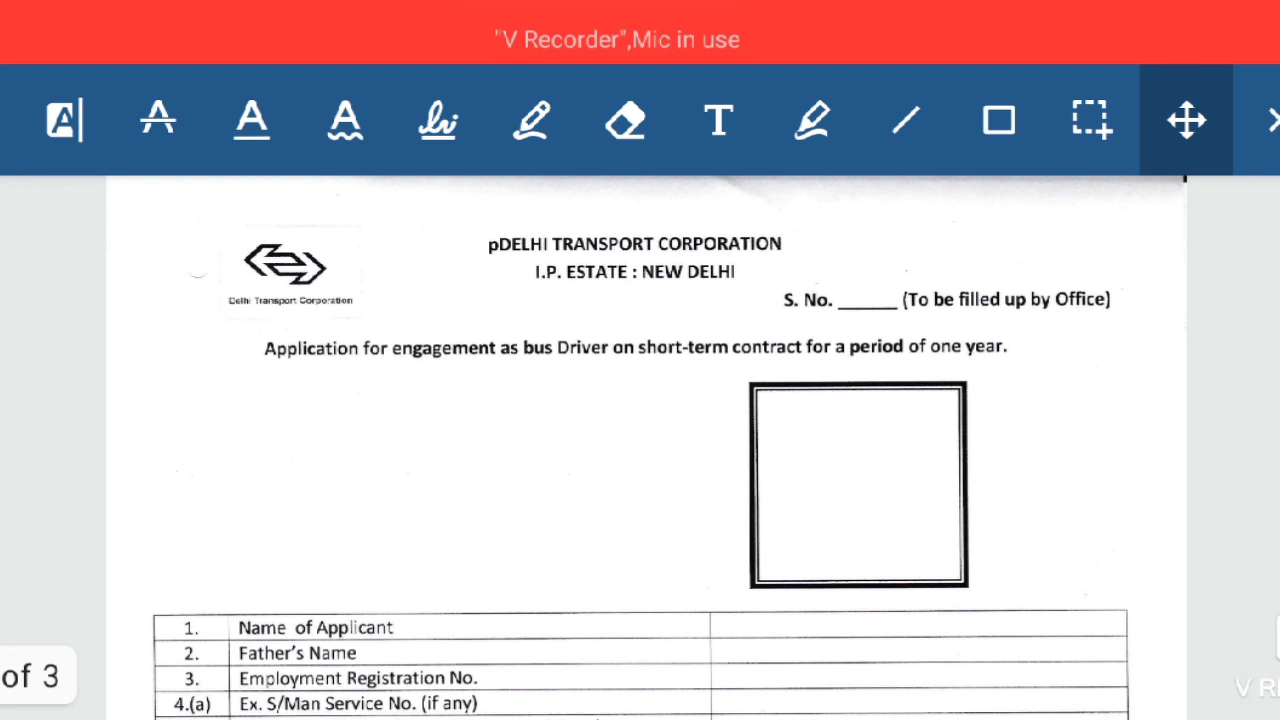 "V Recorder",Mic in use
pDELHI TRANSPORT CORPORATION
I.P. ESTATE : NEW DELHI
Delhi Transport Corporation
S. No. ______ (To be filled up by Office)
Application for engagement as bus Driver on short-term contract for a period of one year.
1. Name of Applicant
2. Father's Name
3. Employment Registration No.
4.(a) Ex. S/Man Service No. (if any)
of 3